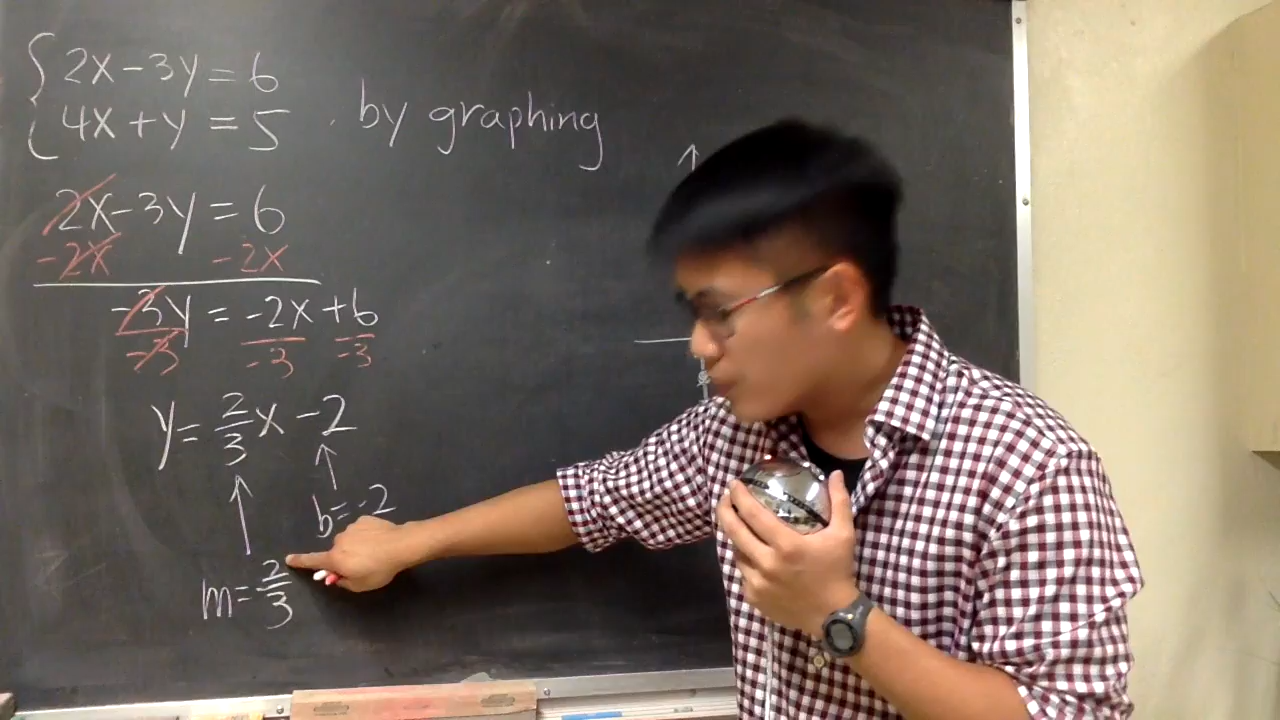 2x-3y=6
4x+y=5 by graphing
2x-3y=6
-2x -2x
-3y=-2x+6
-3 -3 -3
y=2/3x-2
b=-2
m=2/3